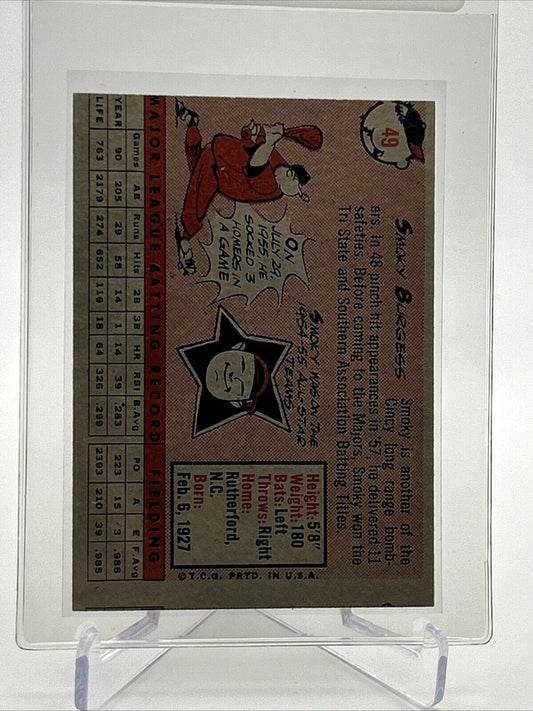 49
SMOKY BURGESS
Smoky is another of the
Cincy long range bomb-
ers. In 48 pinch hit appearances in '57, he delivered 11
safeties. Before coming to the Majors, Smoky won the
Tri State and Southern Association Batting Titles.
ON
JULY 29,
1955, HE
SOCKED 3
HOMERS IN
A GAME
SMOKY WAS ON THE
1954-55 ALL-STAR
TEAMS
Height: 5'8"
Weight: 180
Bats: Left
Throws: Right
Home:
Rutherford,
N.C.
Born:
Feb. 6, 1927
©T.C.G. PRTD. IN U.S.A.
MAJOR LEAGUE BATTING RECORD FIELDING
Games AB Runs Hits 2B 3B HR RBI B.Avg PO A E F.Avg
YEAR 90 205 29 58 14 1 14 39 .283 223 15 3 .988
LIFE 763 2179 274 652 116 18 64 326 .299 2393 210 39 .985